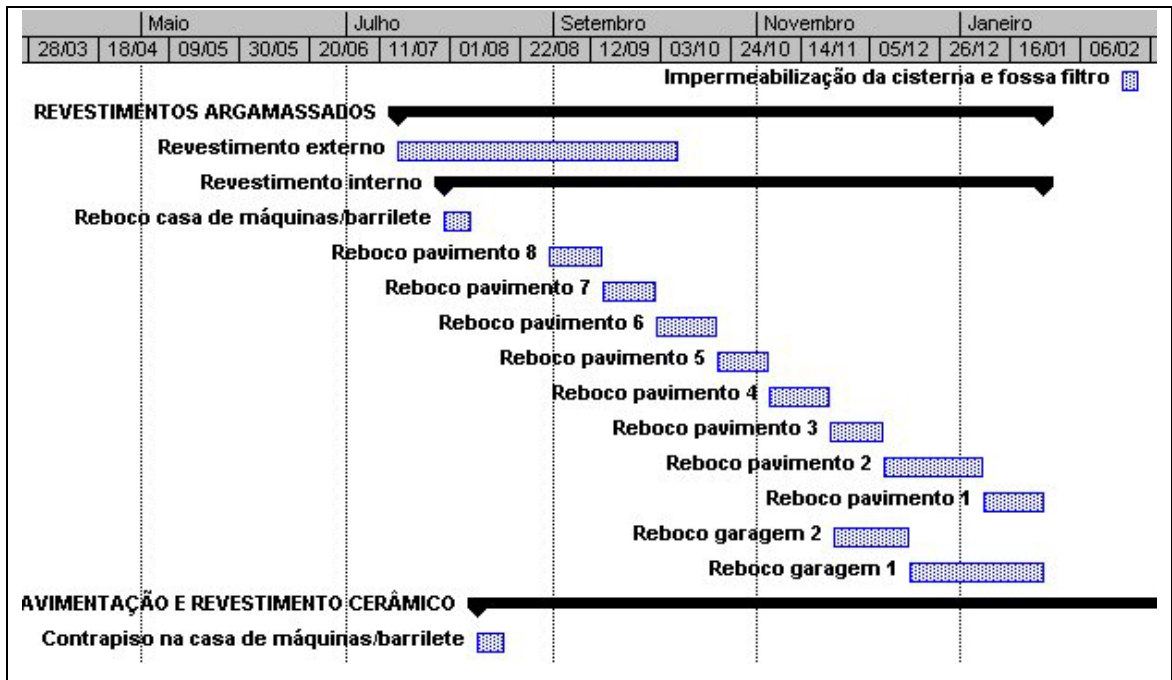 Maio Julho Setembro Novembro Janeiro
28/03 18/04 09/05 30/05 20/06 11/07 01/08 22/08 12/09 03/10 24/10 14/11 05/12 26/12 16/01 06/02
Impermeabilização da cisterna e fossa filtro
REVESTIMENTOS ARGAMASSADOS
Revestimento externo
Revestimento interno
Reboco casa de máquinas/barrilete
Reboco pavimento 8
Reboco pavimento 7
Reboco pavimento 6
Reboco pavimento 5
Reboco pavimento 4
Reboco pavimento 3
Reboco pavimento 2
Reboco pavimento 1
Reboco garagem 2
Reboco garagem 1
AVIMENTAÇÃO E REVESTIMENTO CERÂMICO
Contrapiso na casa de máquinas/barrilete